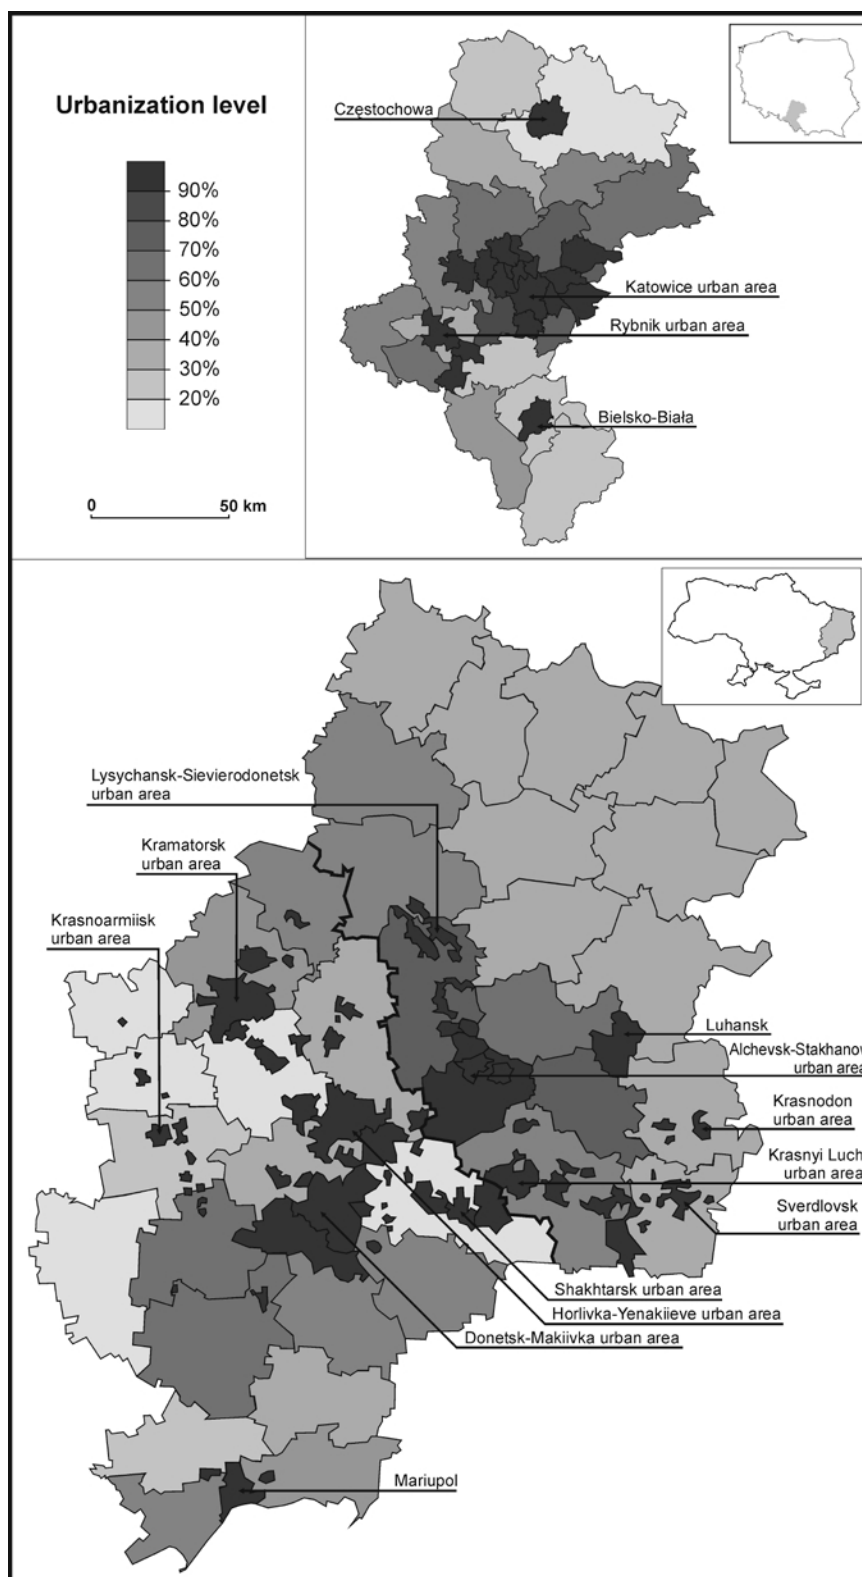 Urbanization level
90%
80%
70%
60%
50%
40%
30%
20%
0 50 km
Częstochowa
Katowice urban area
Rybnik urban area
Bielsko-Biała
Lysychansk-Sievierodonetsk
urban area
Kramatorsk
urban area
Krasnoarmiisk
urban area
Luhansk
Alchevsk-Stakhanov
urban area
Krasnodon
urban area
Krasnyi Luch
urban area
Sverdlovsk
urban area
Shakhtarsk urban area
Horlivka-Yenakiieve urban area
Donetsk-Makiivka urban area
Mariupol